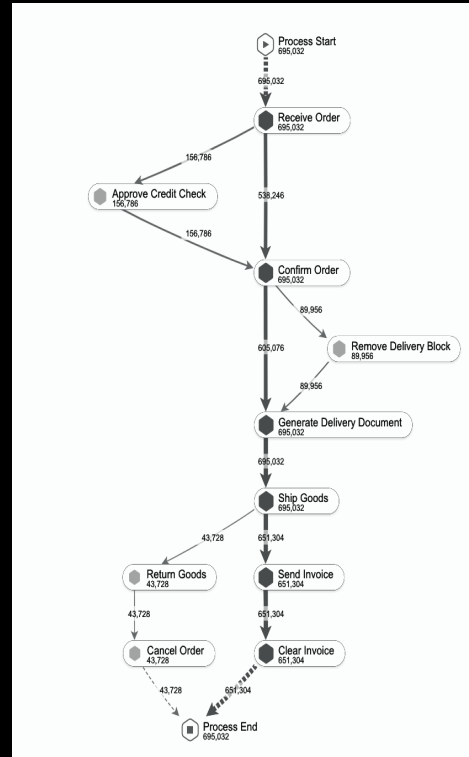 Process Start
695,032
695,032
Receive Order
695,032
156,786
538,246
Approve Credit Check
156,786
156,786
Confirm Order
695,032
89,956
605,076
Remove Delivery Block
89,956
89,956
Generate Delivery Document
695,032
695,032
Ship Goods
695,032
43,728
651,304
Return Goods
43,728
Send Invoice
651,304
43,728
651,304
Cancel Order
43,728
Clear Invoice
651,304
43,728
651,304
Process End
695,032